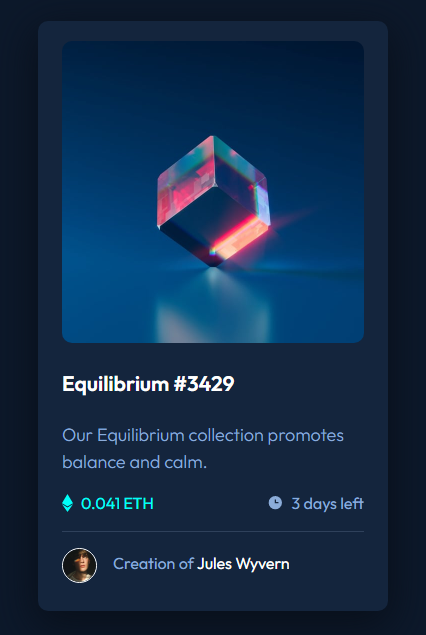 Equilibrium #3429
Our Equilibrium collection promotes
balance and calm.
0.041 ETH
3 days left
Creation of Jules Wyvern